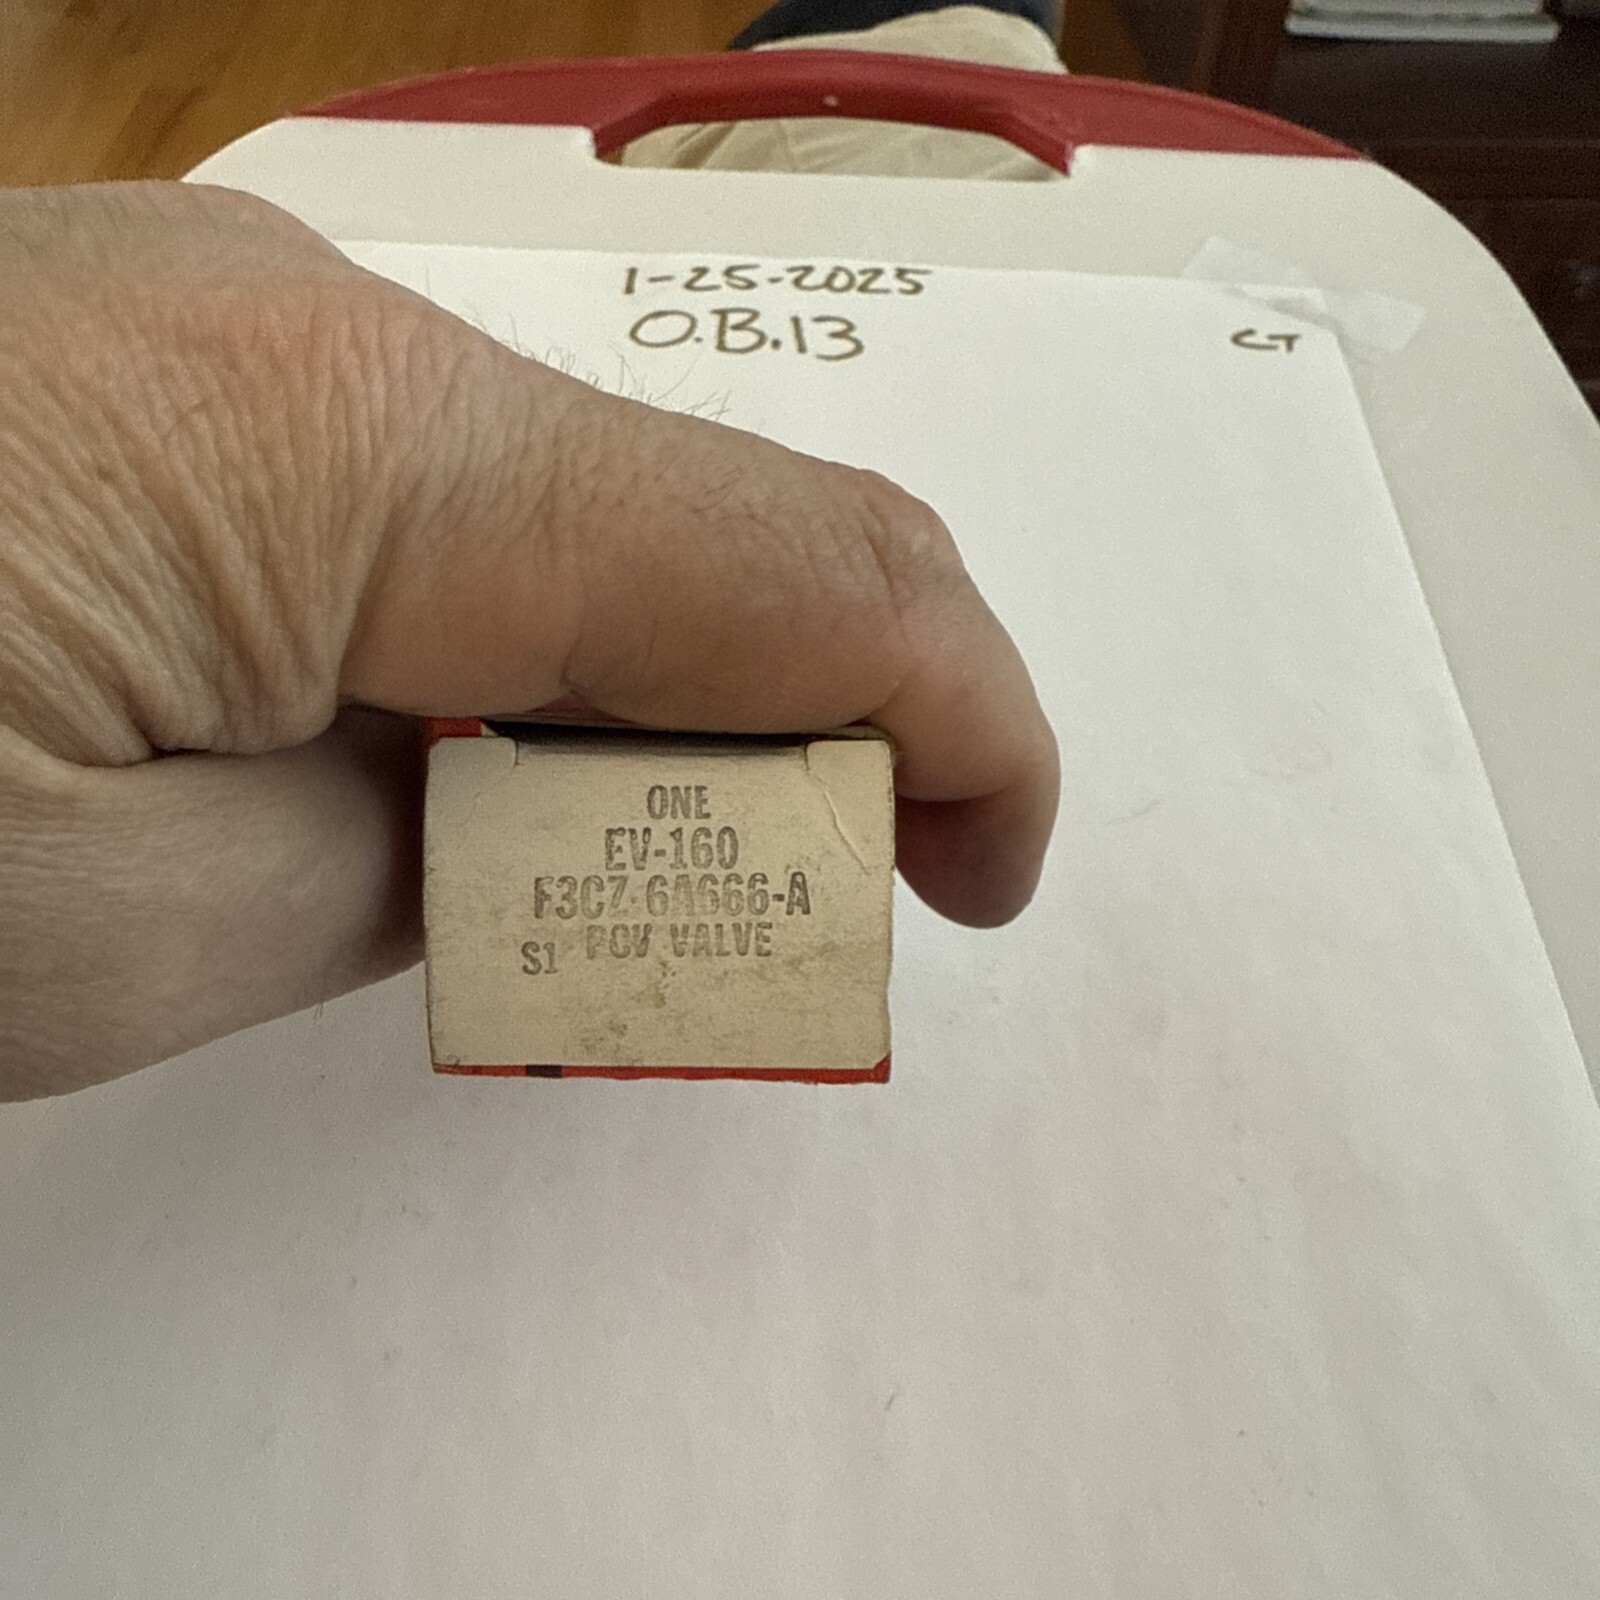 1-25-2025
O.B.13
CT
ONE
EV-160
F3CZ-6A666-A
S1 PCV VALVE